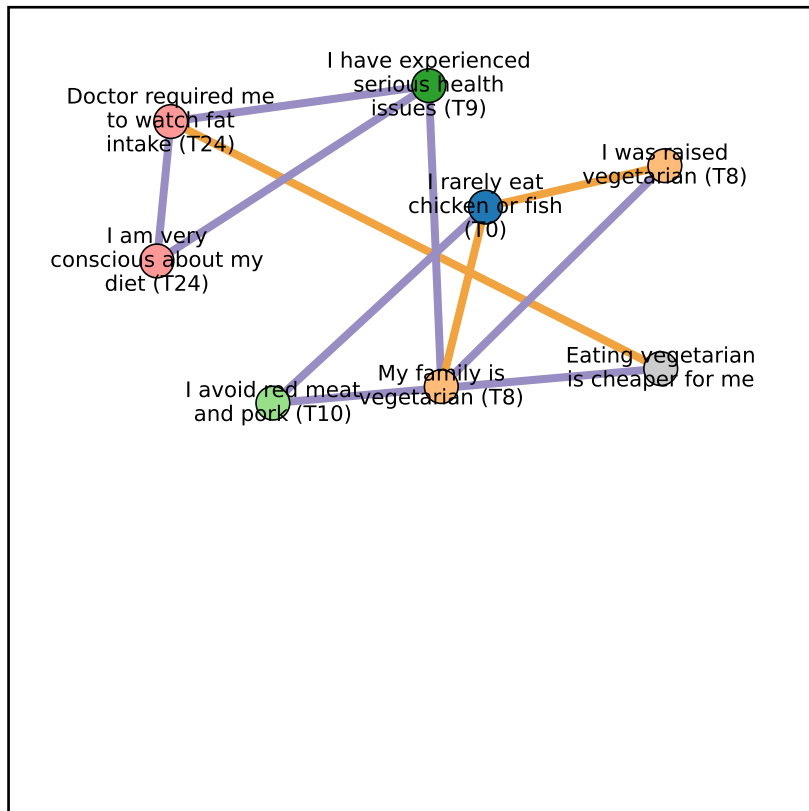 I have experienced
serious health
issues (T9)
Doctor required me
to watch fat
intake (T24)
I was raised
vegetarian (T8)
I rarely eat
chicken or fish
(T0)
I am very
conscious about my
diet (T24)
Eating vegetarian
is cheaper for me
My family is
vegetarian (T8)
I avoid red meat
and pork (T10)